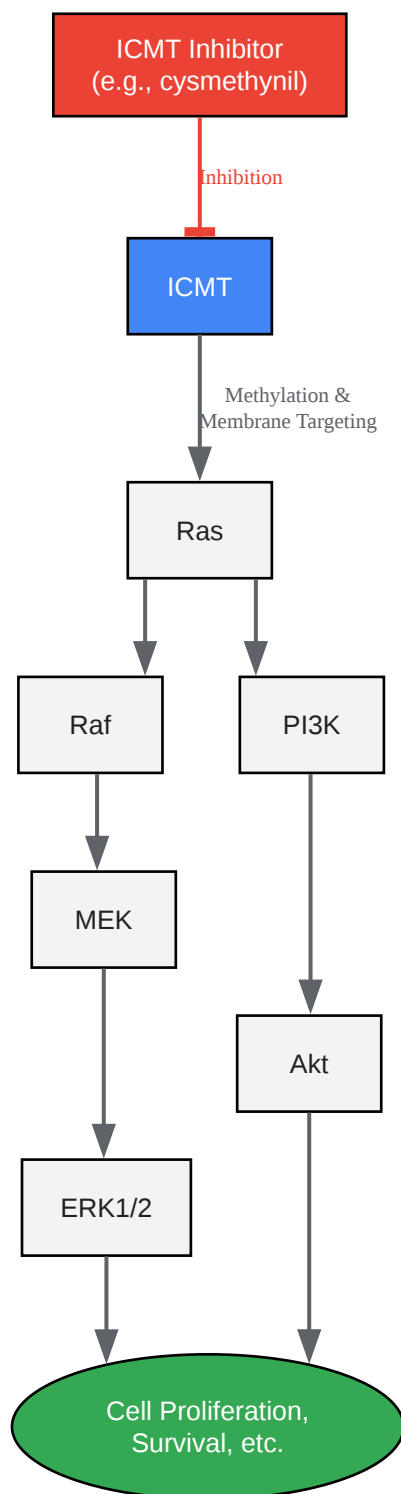 ICMT Inhibitor
(e.g., cysmethynil)
Inhibition
ICMT
Methylation &
Membrane Targeting
Ras
Raf
PI3K
MEK
Akt
ERK1/2
Cell Proliferation,
Survival, etc.